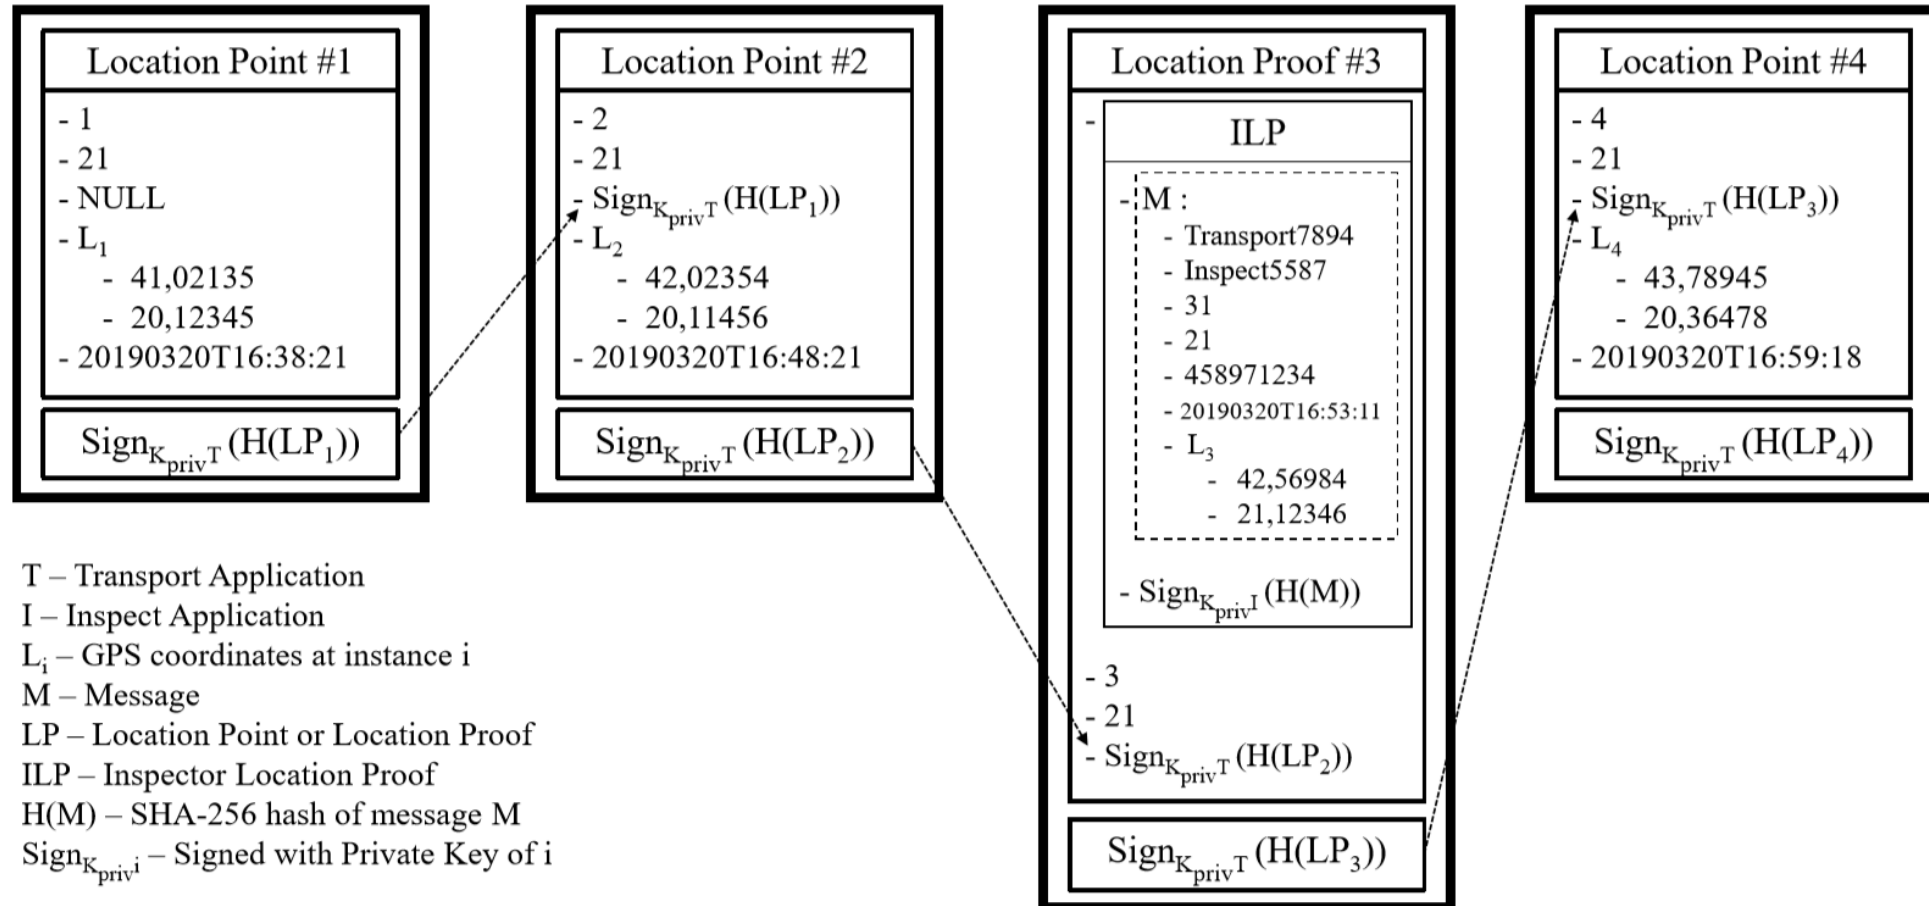 Location Point #1
- 1
- 21
- NULL
- L1
- 41,02135
- 20,12345
- 20190320T16:38:21
SignKprivT(H(LP1))
Location Point #2
- 2
- 21
- SignKprivT(H(LP1))
- L2
- 42,02354
- 20,11456
- 20190320T16:48:21
SignKprivT(H(LP2))
Location Proof #3
-
ILP
- M :
- Transport7894
- Inspect5587
- 31
- 21
- 458971234
- 20190320T16:53:11
- L3
- 42,56984
- 21,12346
- SignKprivI(H(M))
- 3
- 21
- SignKprivT(H(LP2))
SignKprivT(H(LP3))
Location Point #4
- 4
- 21
- SignKprivT(H(LP3))
- L4
- 43,78945
- 20,36478
- 20190320T16:59:18
SignKprivT(H(LP4))
T – Transport Application
I – Inspect Application
Li – GPS coordinates at instance i
M – Message
LP – Location Point or Location Proof
ILP – Inspector Location Proof
H(M) – SHA-256 hash of message M
SignKprivi – Signed with Private Key of i